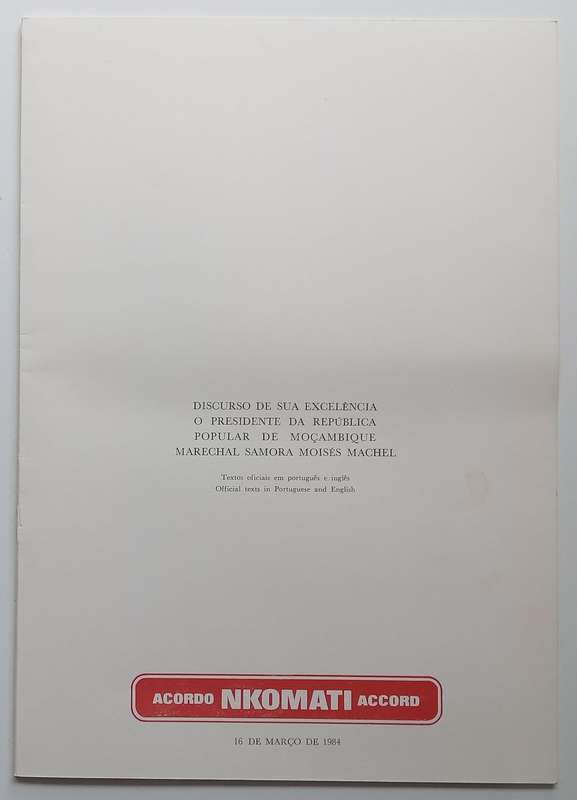 DISCURSO DE SUA EXCELÊNCIA
O PRESIDENTE DA REPÚBLICA
POPULAR DE MOÇAMBIQUE
MARECHAL SAMORA MOISÉS MACHEL
Textos oficiais em português e inglês
Official texts in Portuguese and English
ACORDO NKOMATI ACCORD
16 DE MARÇO DE 1984